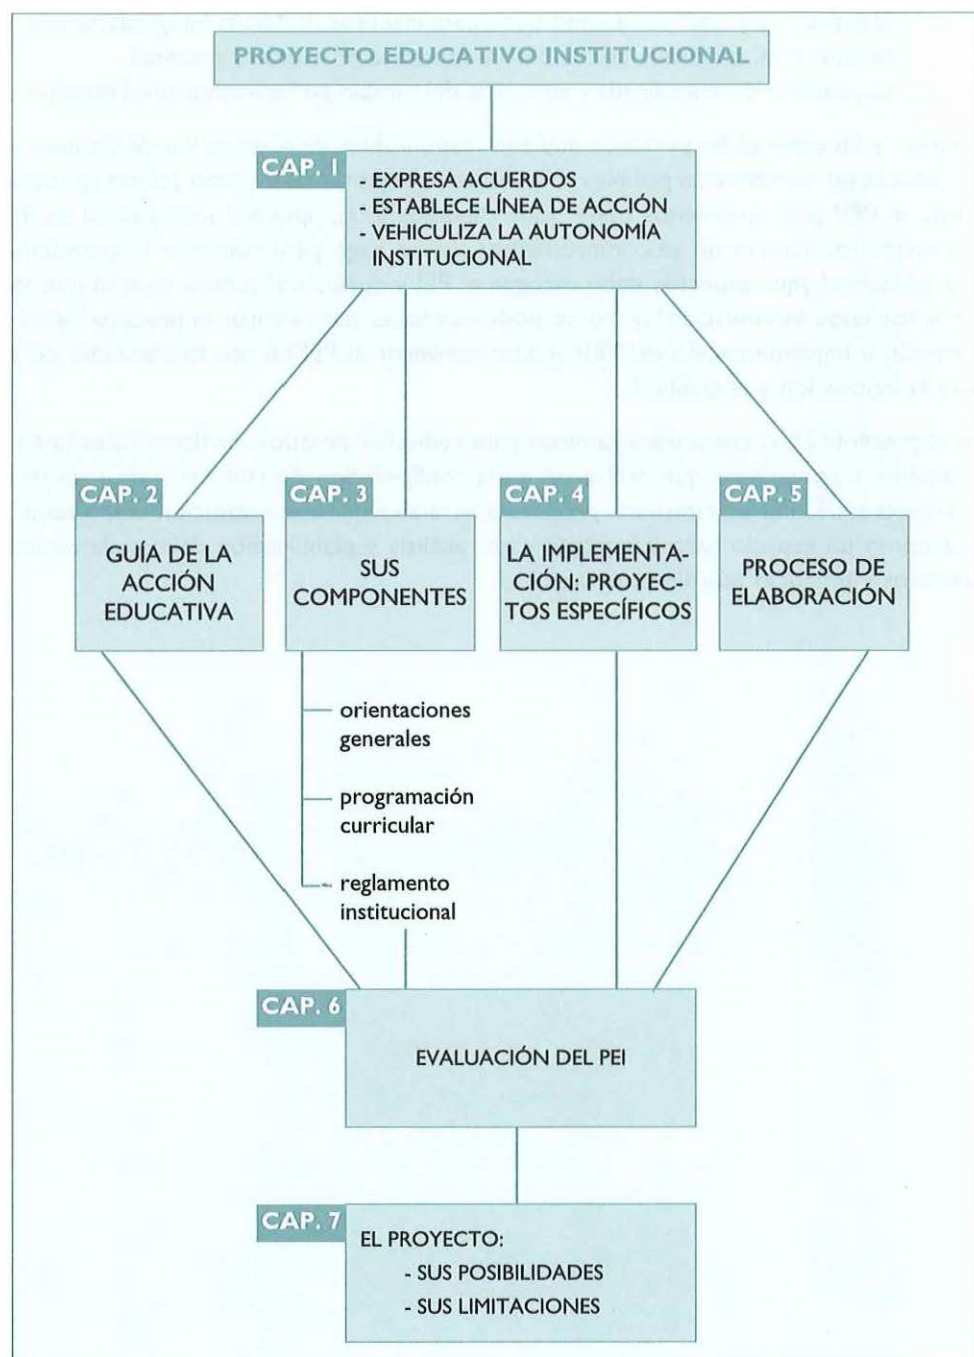 PROYECTO EDUCATIVO INSTITUCIONAL
CAP. 1
- EXPRESA ACUERDOS
- ESTABLECE LÍNEA DE ACCIÓN
- VEHICULIZA LA AUTONOMÍA
INSTITUCIONAL
CAP. 2
GUÍA DE LA
ACCIÓN
EDUCATIVA
CAP. 3
SUS
COMPONENTES
CAP. 4
LA IMPLEMENTA-
CIÓN: PROYEC-
TOS ESPECÍFICOS
CAP. 5
PROCESO DE
ELABORACIÓN
orientaciones
generales
programación
curricular
reglamento
institucional
CAP. 6
EVALUACIÓN DEL PEI
CAP. 7
EL PROYECTO:
- SUS POSIBILIDADES
- SUS LIMITACIONES